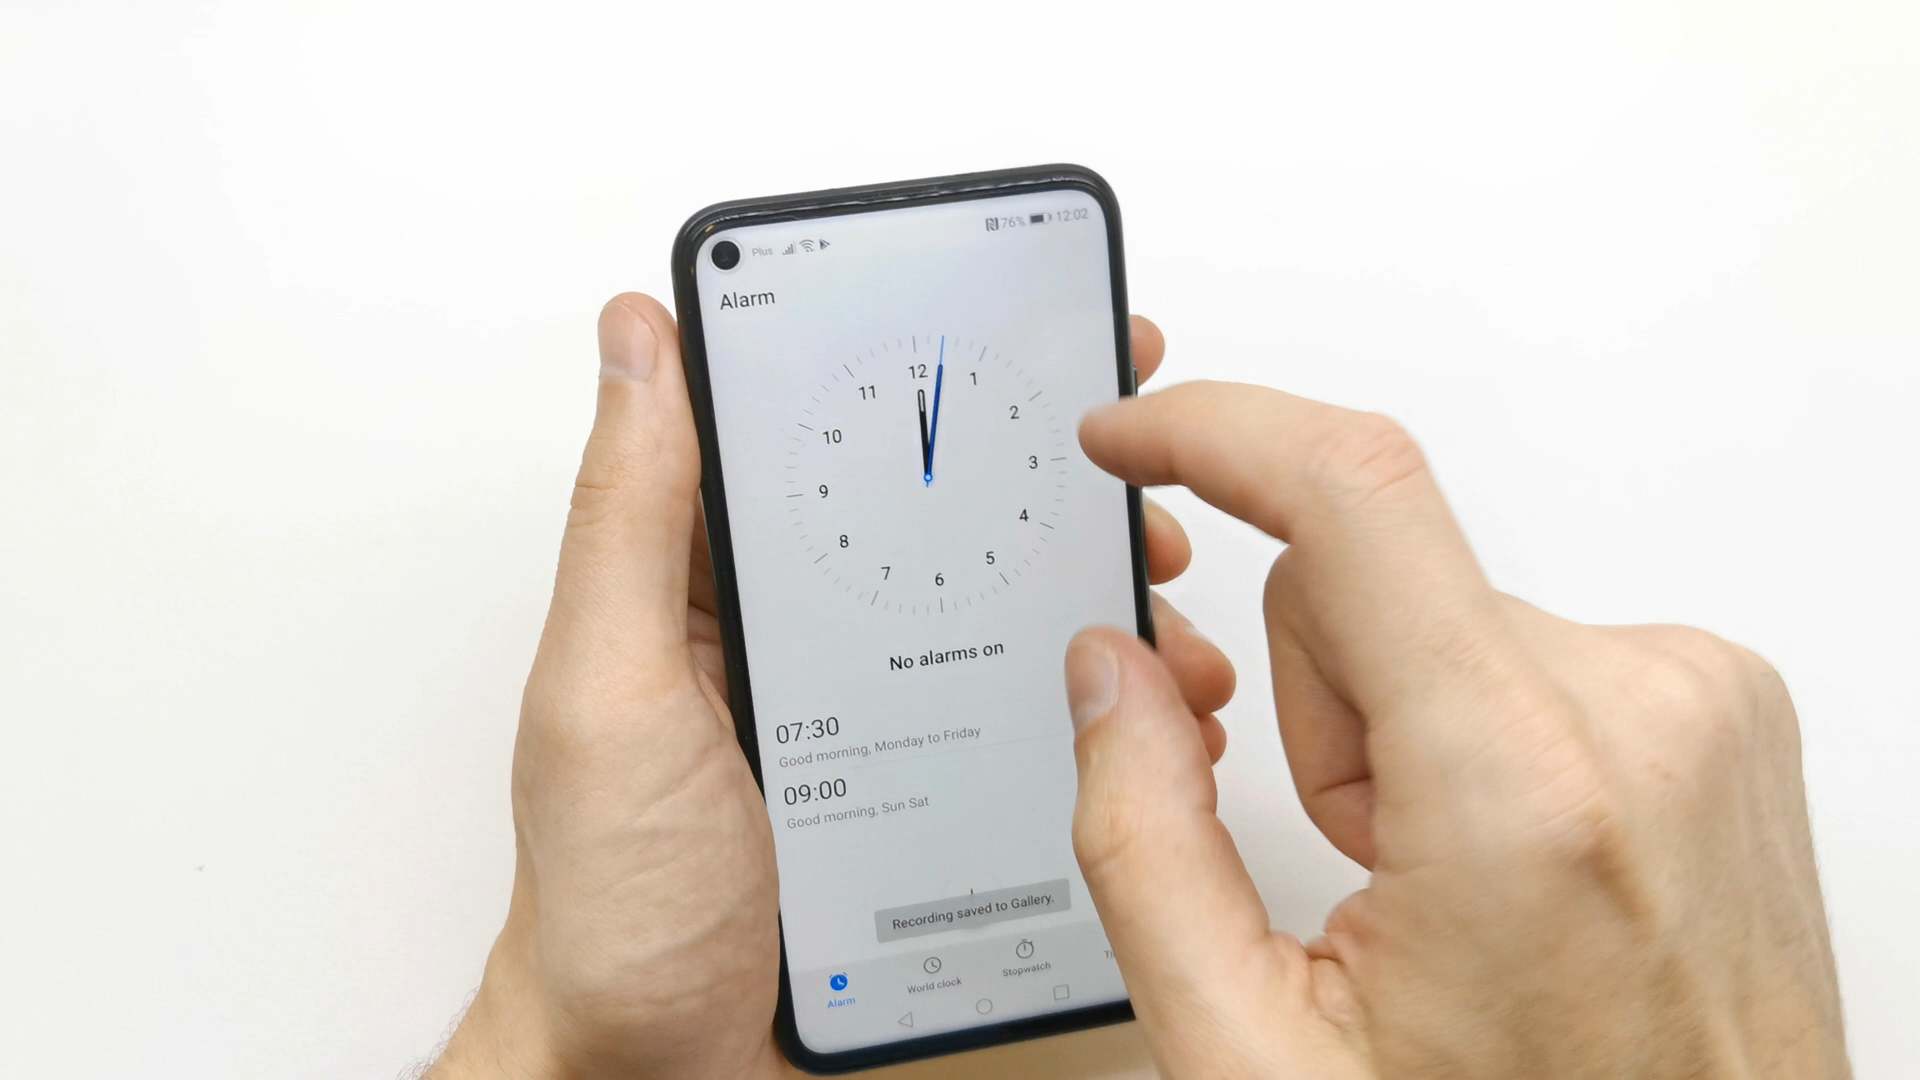 Plus
76% 12:02
Alarm
12
1
2
3
4
5
6
7
8
9
10
11
No alarms on
07:30
Good morning, Monday to Friday
09:00
Good morning, Sun Sat
Recording saved to Gallery.
Alarm
World clock
Stopwatch